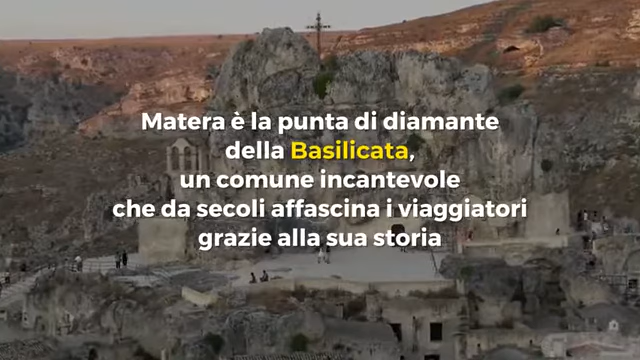 Matera è la punta di diamante
della Basilicata,
un comune incantevole
che da secoli affascina i viaggiatori
grazie alla sua storia